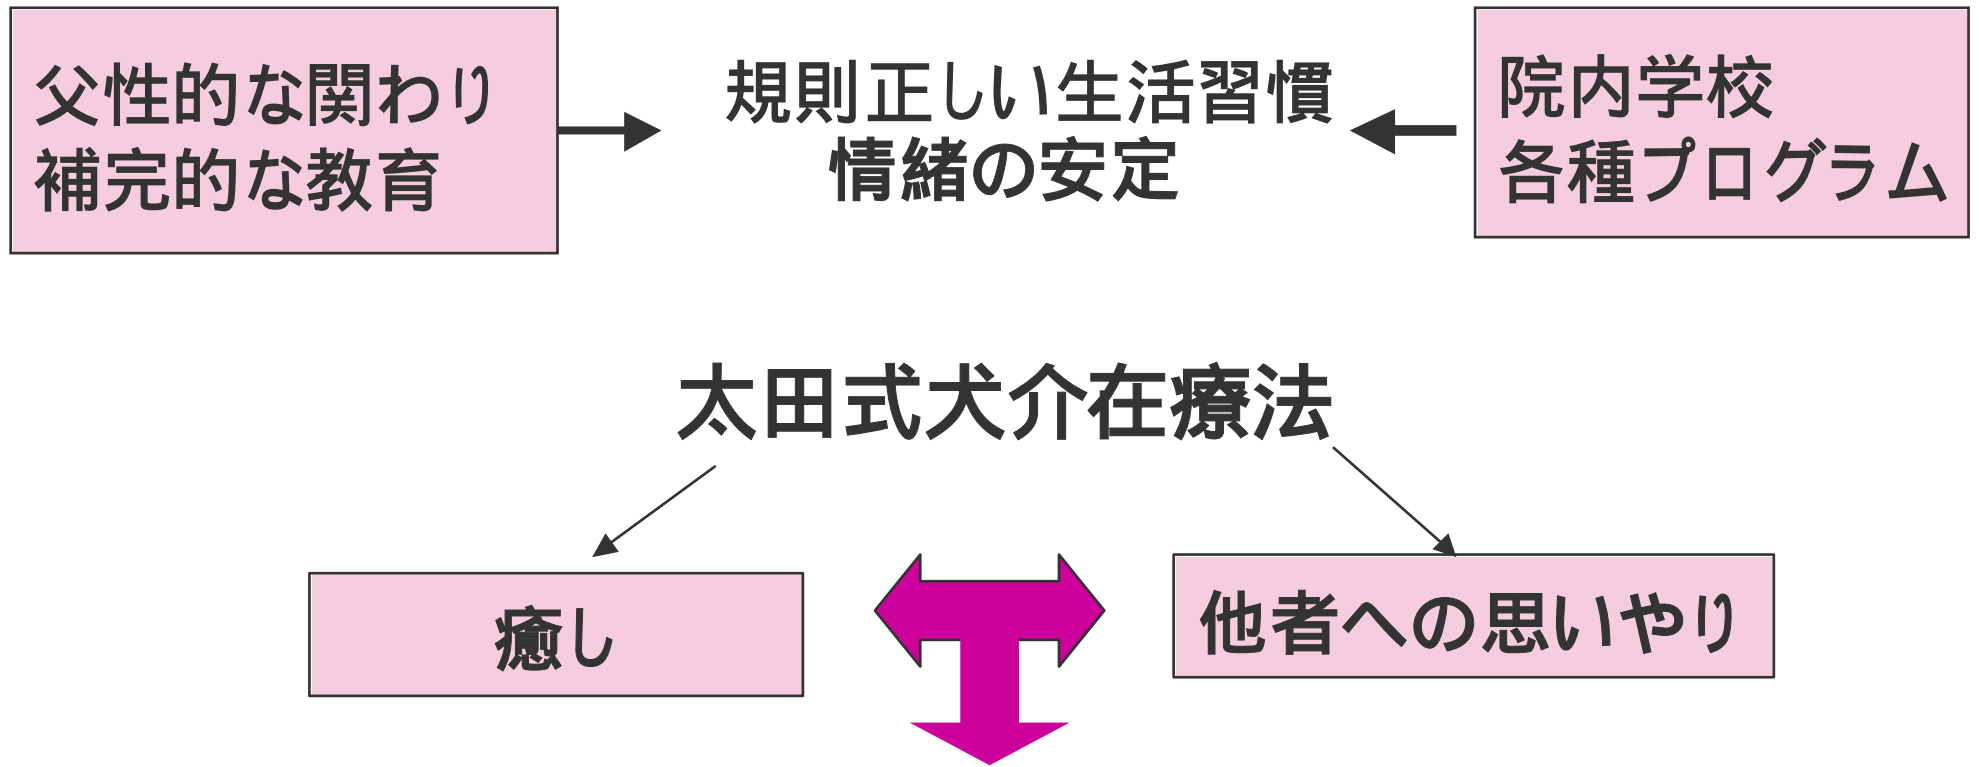 父性的な関わり
補完的な教育
規則正しい生活習慣
情緒の安定
院内学校
各種プログラム
太田式犬介在療法
癒し
他者への思いやり